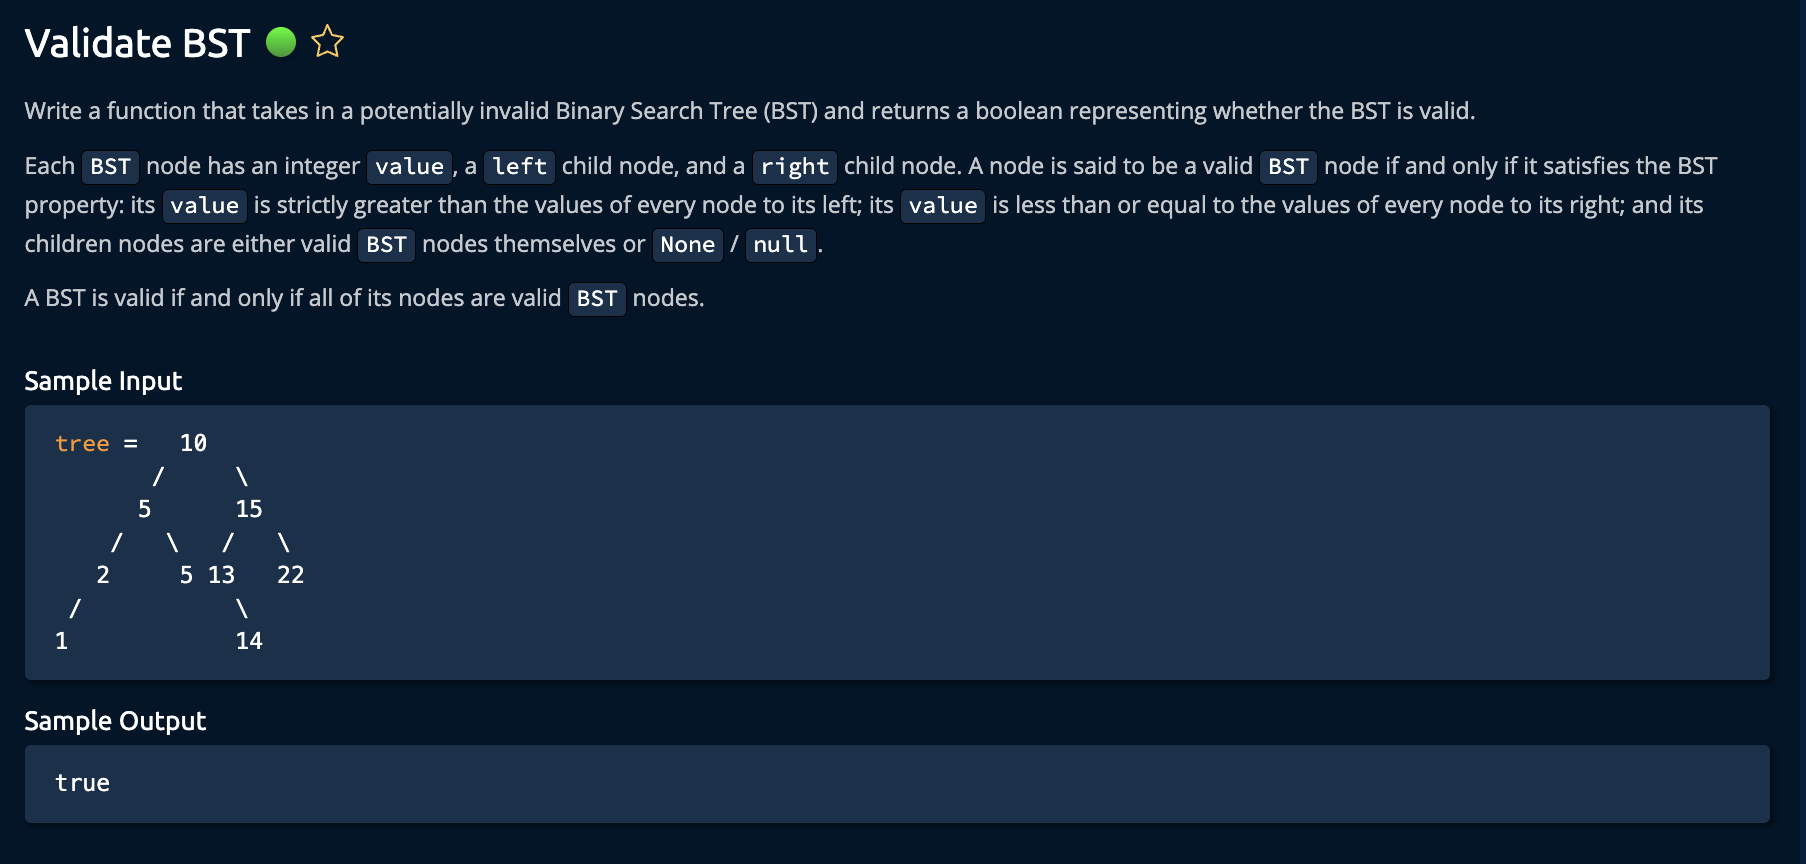 Validate BST
Write a function that takes in a potentially invalid Binary Search Tree (BST) and returns a boolean representing whether the BST is valid.
Each BST node has an integer value, a left child node, and a right child node. A node is said to be a valid BST node if and only if it satisfies the BST
property: its value is strictly greater than the values of every node to its left; its value is less than or equal to the values of every node to its right; and its
children nodes are either valid BST nodes themselves or None / null.
A BST is valid if and only if all of its nodes are valid BST nodes.
Sample Input
tree =   10
       /     \
      5      15
    /   \   /   \
   2     5 13   22
 /           \
1            14
Sample Output
true